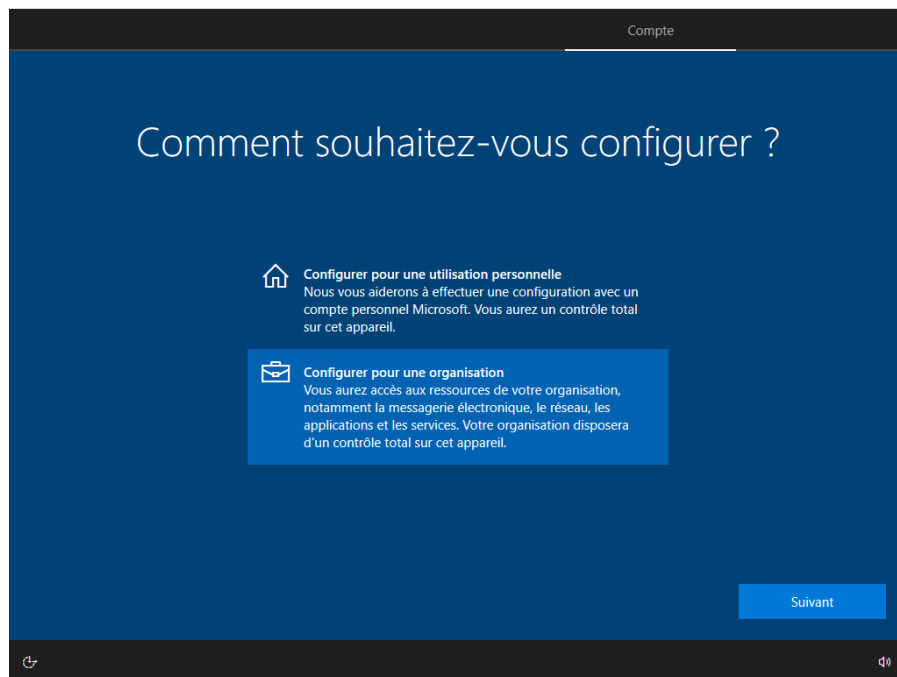 Compte
Comment souhaitez-vous configurer ?
Configurer pour une utilisation personnelle
Nous vous aiderons à effectuer une configuration avec un
compte personnel Microsoft. Vous aurez un contrôle total
sur cet appareil.
Configurer pour une organisation
Vous aurez accès aux ressources de votre organisation,
notamment la messagerie électronique, le réseau, les
applications et les services. Votre organisation disposera
d'un contrôle total sur cet appareil.
Suivant